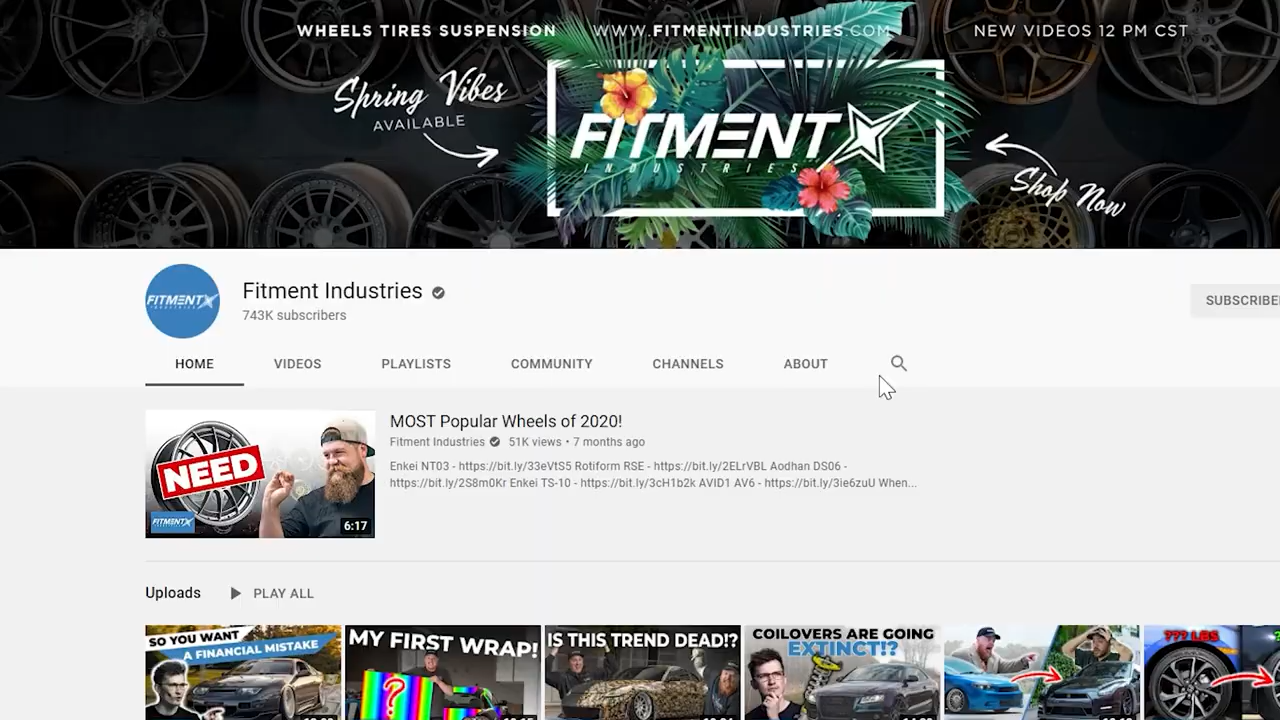 WHEELS TIRES SUSPENSION
WWW.FITMENTINDUSTRIES.COM
NEW VIDEOS 12 PM CST
Spring Vibes
AVAILABLE
FITMENT
INDUSTRIES
Shop Now
FITMENT
INDUSTRIES
Fitment Industries
743K subscribers
SUBSCRIBE
HOME
VIDEOS
PLAYLISTS
COMMUNITY
CHANNELS
ABOUT
NEED
FITMENT
6:17
MOST Popular Wheels of 2020!
Fitment Industries 51K views • 7 months ago
Enkei NT03 - https://bit.ly/33eVtS5 Rotiform RSE - https://bit.ly/2ELrVBL Aodhan DS06 -
https://bit.ly/2S8m0Kr Enkei TS-10 - https://bit.ly/3cH1b2k AVID1 AV6 - https://bit.ly/3ie6zuU When...
Uploads
PLAY ALL
SO YOU WANT
A FINANCIAL MISTAKE
MY FIRST WRAP!
?
IS THIS TREND DEAD!?
COILOVERS ARE GOING
EXTINCT!?
??? LBS